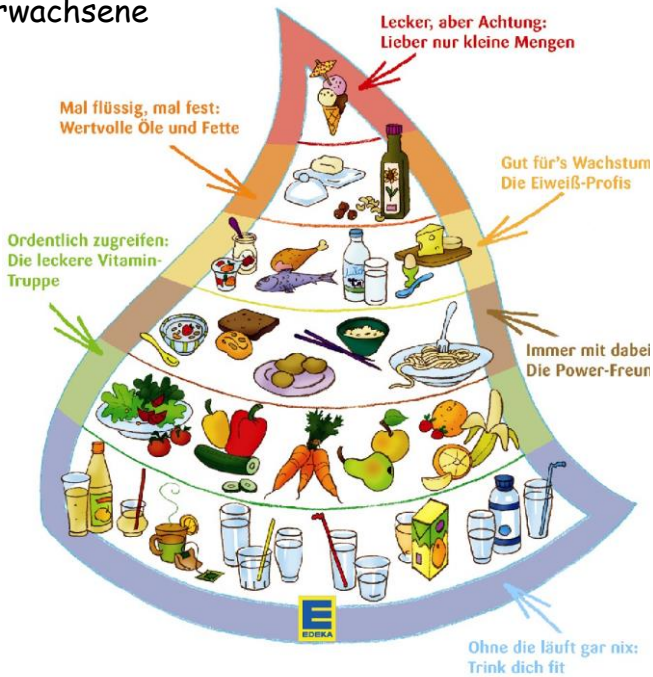 rwachsene
Lecker, aber Achtung:
Lieber nur kleine Mengen
Mal flüssig, mal fest:
Wertvolle Öle und Fette
Gut für's Wachstum
Die Eiweiß-Profis
Ordentlich zugreifen:
Die leckere Vitamin-
Truppe
Immer mit dabei
Die Power-Freun
E
EDEKA
Ohne die läuft gar nix:
Trink dich fit